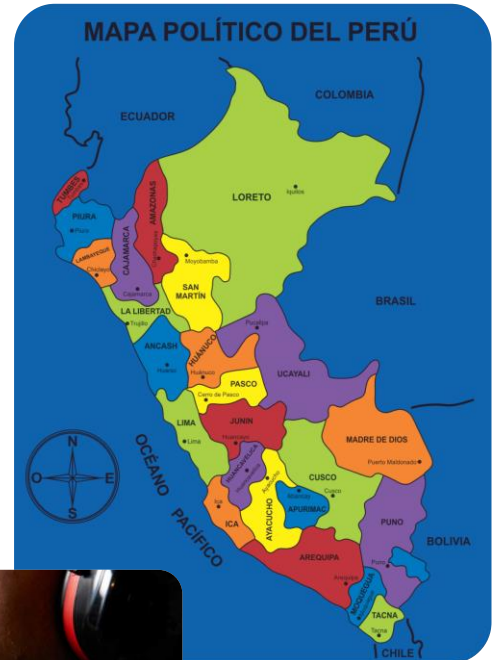 MAPA POLÍTICO DEL PERÚ
COLOMBIA
ECUADOR
TUMBES
AMAZONAS
LORETO
Iquitos
PIURA
Piura
CAJAMARCA
LAMBAYEQUE
Chiclayo
Moyobamba
SAN
MARTÍN
Cajamarca
BRASIL
LA LIBERTAD
Trujillo
Pucallpa
ANCASH
Huaraz
HUÁNUCO
Huánuco
UCAYALI
PASCO
Cerro de Pasco
LIMA
Lima
JUNIN
Huancayo
MADRE DE DIOS
Puerto Maldonado
N
O
E
S
OCÉANO
PACÍFICO
HUANCAVELICA
Ayacucho
AYACUCHO
CUSCO
Cusco
APURIMAC
Ica
ICA
PUNO
Puno
BOLIVIA
AREQUIPA
Arequipa
MOQUEGUA
TACNA
Tacna
CHILE